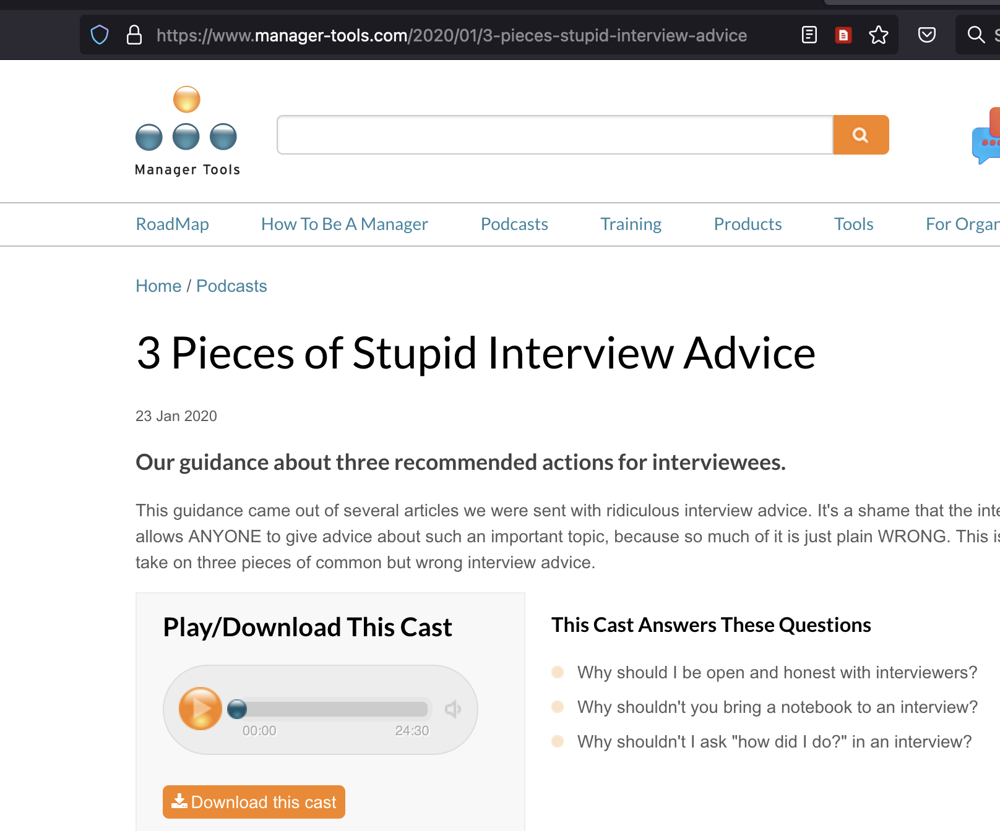 https://www.manager-tools.com/2020/01/3-pieces-stupid-interview-advice
Manager Tools
RoadMap How To Be A Manager Podcasts Training Products Tools For
Home / Podcasts
3 Pieces of Stupid Interview Advice
23 Jan 2020
Our guidance about three recommended actions for interviewees.
This guidance came out of several articles we were sent with ridiculous interview advice. It's a shame that the
allows ANYONE to give advice about such an important topic, because so much of it is just plain WRONG. This
take on three pieces of common but wrong interview advice.
Play/Download This Cast
00:00 24:30
Download this cast
This Cast Answers These Questions
Why should I be open and honest with interviewers?
Why shouldn't you bring a notebook to an interview?
Why shouldn't I ask "how did I do?" in an interview?